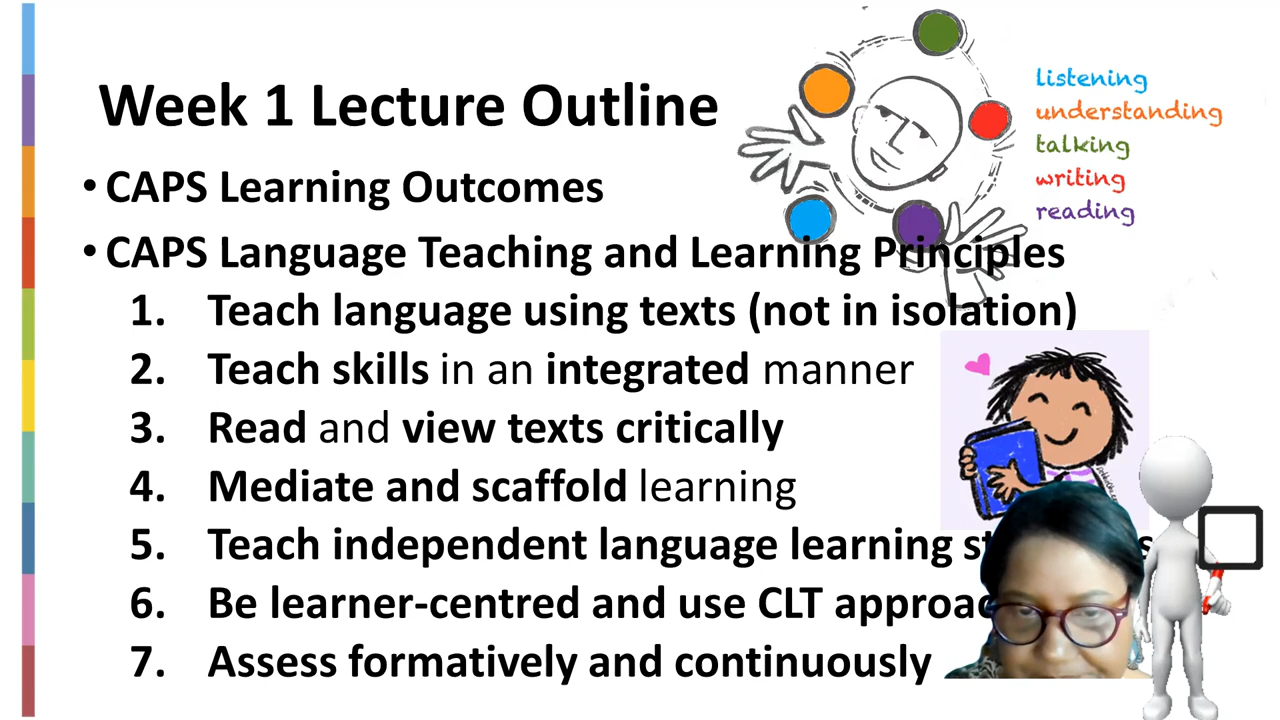 Week 1 Lecture Outline
listening
understanding
talking
writing
reading
• CAPS Learning Outcomes
• CAPS Language Teaching and Learning Principles
1. Teach language using texts (not in isolation)
2. Teach skills in an integrated manner
3. Read and view texts critically
4. Mediate and scaffold learning
5. Teach independent language learning
6. Be learner-centred and use CLT
7. Assess formatively and continuously